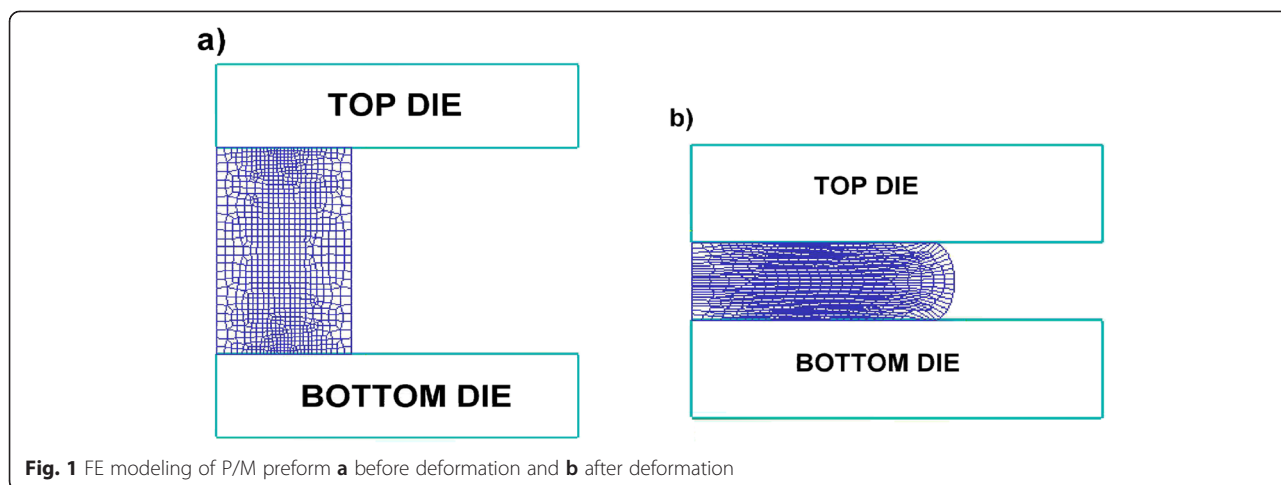 a)
TOP DIE
BOTTOM DIE
b)
TOP DIE
BOTTOM DIE
Fig. 1 FE modeling of P/M preform a before deformation and b after deformation